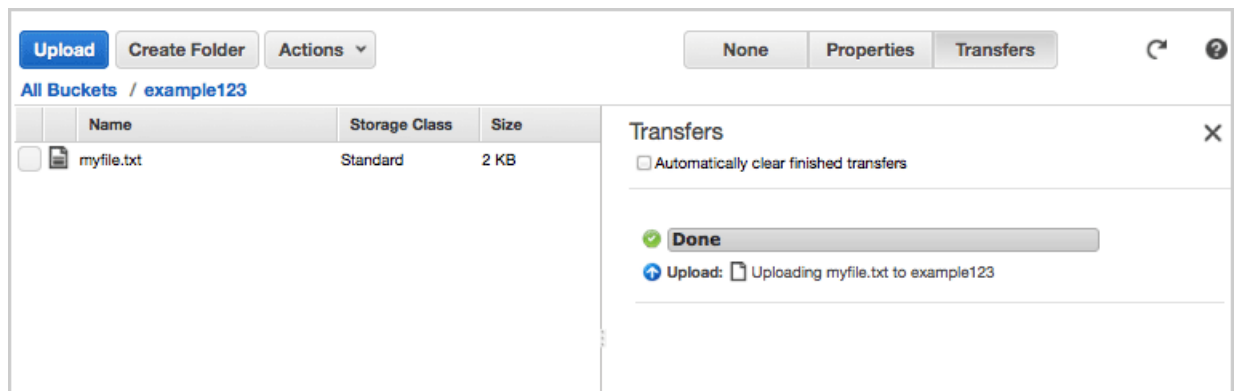 Upload Create Folder Actions None Properties Transfers
All Buckets / example123
Name Storage Class Size
myfile.txt Standard 2 KB
Transfers
Automatically clear finished transfers
Done
Upload: Uploading myfile.txt to example123